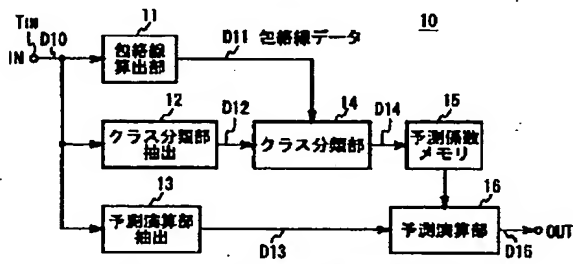 TIN
IN
D10
11
包絡線
算出部
D11 包絡線データ
10
12
クラス分類部
抽出
D12
14
クラス分類部
D14
15
予測係数
メモリ
13
予測演算部
抽出
D13
16
予測演算部
D16
OUT